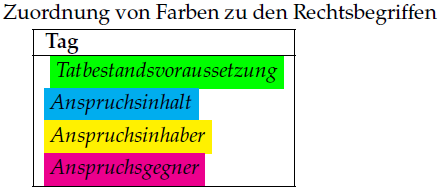 Zuordnung von Farben zu den Rechtsbegriffen
Tag
Tatbestandsvoraussetzung
Anspruchsinhalt
Anspruchsinhaber
Anspruchsgegner